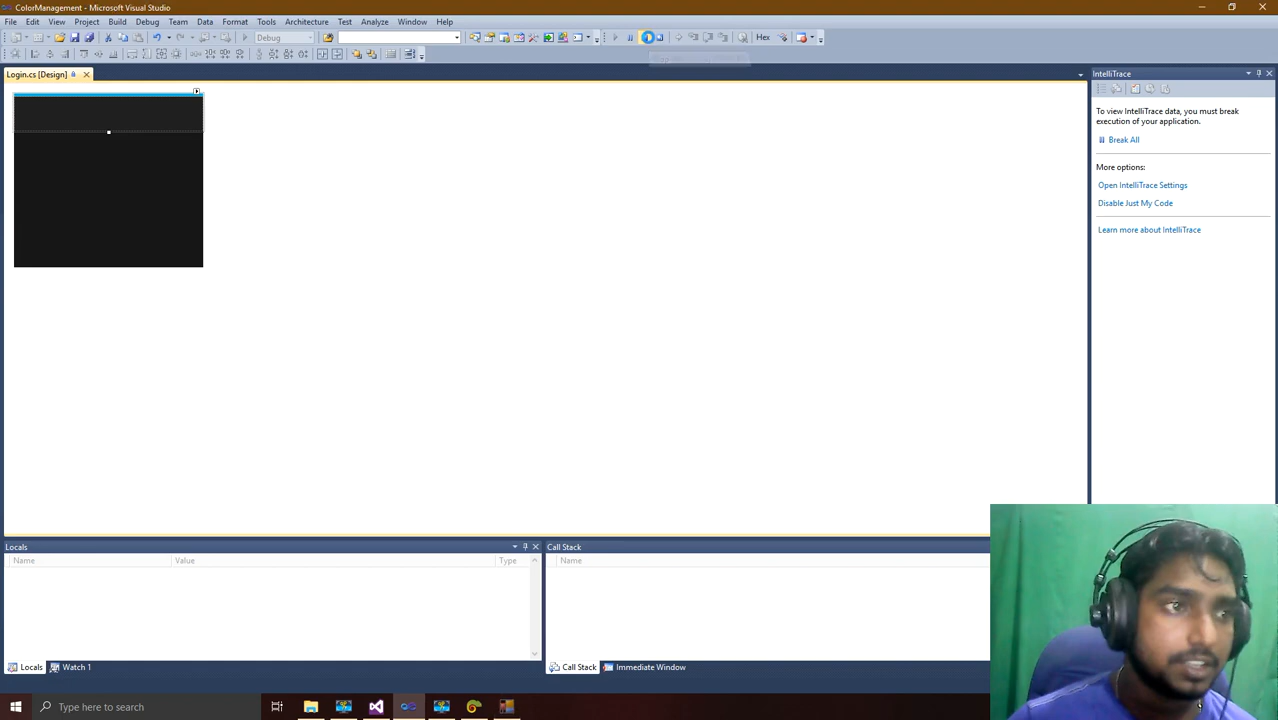 ColorManagement - Microsoft Visual Studio
File Edit View Project Build Debug Team Data Format Tools Architecture Test Analyze Window Help
Debug
Hex
Login.cs [Design]
IntelliTrace
To view IntelliTrace data, you must break
execution of your application.
Break All
More options:
Open IntelliTrace Settings
Disable Just My Code
Learn more about IntelliTrace
Locals
Name Value Type
Call Stack
Name
Locals Watch 1
Call Stack Immediate Window
Type here to search